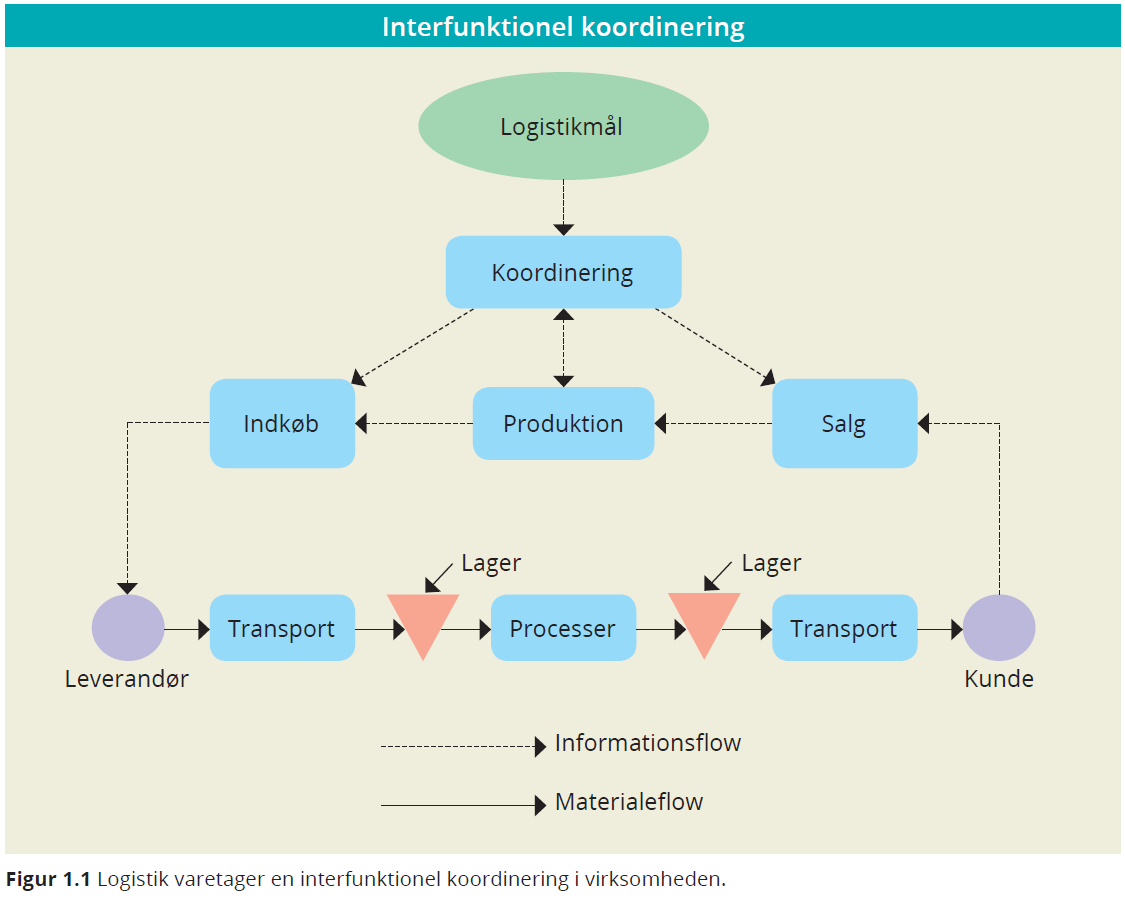 Interfunktionel koordinering
Logistikmål
Koordinering
Indkøb
Produktion
Salg
Lager
Lager
Transport
Processer
Transport
Leverandør
Kunde
Informationsflow
Materialeflow
Figur 1.1 Logistik varetager en interfunktionel koordinering i virksomheden.